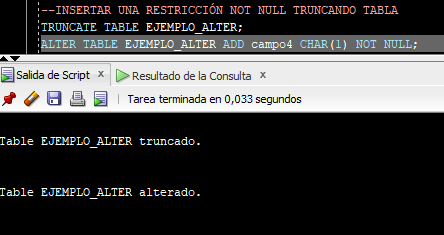 --INSERTAR UNA RESTRICCIÓN NOT NULL TRUNCANDO TABLA
TRUNCATE TABLE EJEMPLO_ALTER;
ALTER TABLE EJEMPLO_ALTER ADD campo4 CHAR(1) NOT NULL;
Salida de Script x Resultado de la Consulta x
Tarea terminada en 0,033 segundos
Table EJEMPLO_ALTER truncado.
Table EJEMPLO_ALTER alterado.